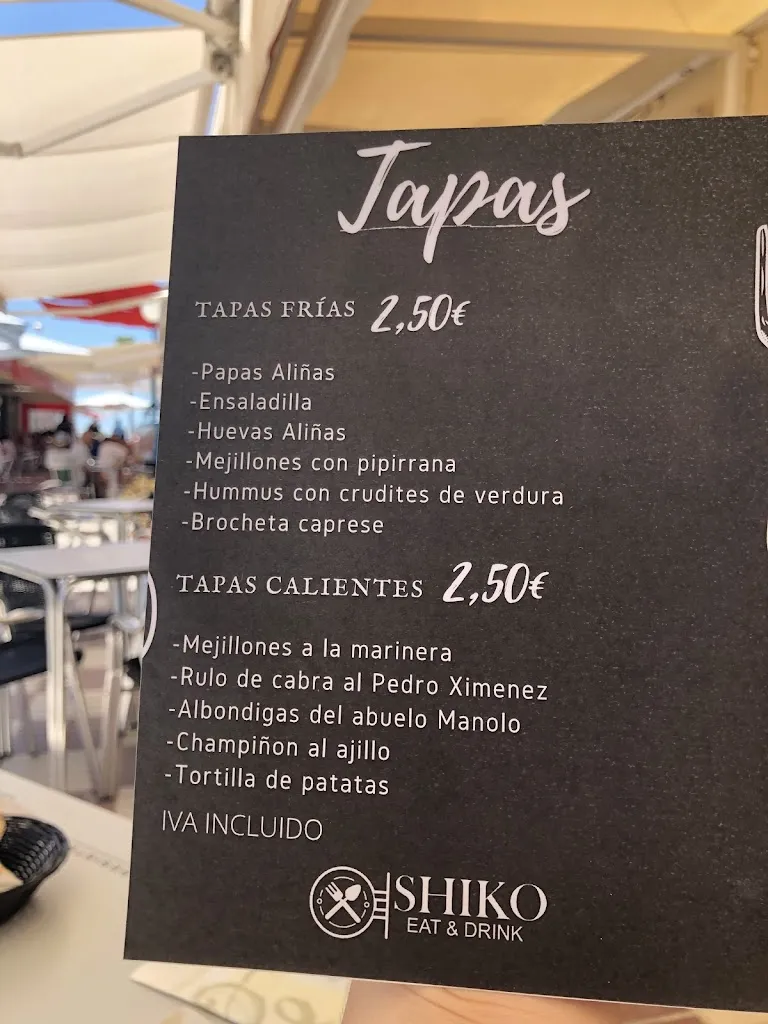 Tapas
TAPAS FRÍAS 2,50€
-Papas Aliñas
-Ensaladilla
-Huevas Aliñas
-Mejillones con pipirrana
-Hummus con crudites de verdura
-Brocheta caprese
TAPAS CALIENTES 2,50€
-Mejillones a la marinera
-Rulo de cabra al Pedro Ximenez
-Albondigas del abuelo Manolo
-Champiñon al ajillo
-Tortilla de patatas
IVA INCLUIDO
SHIKO
EAT & DRINK